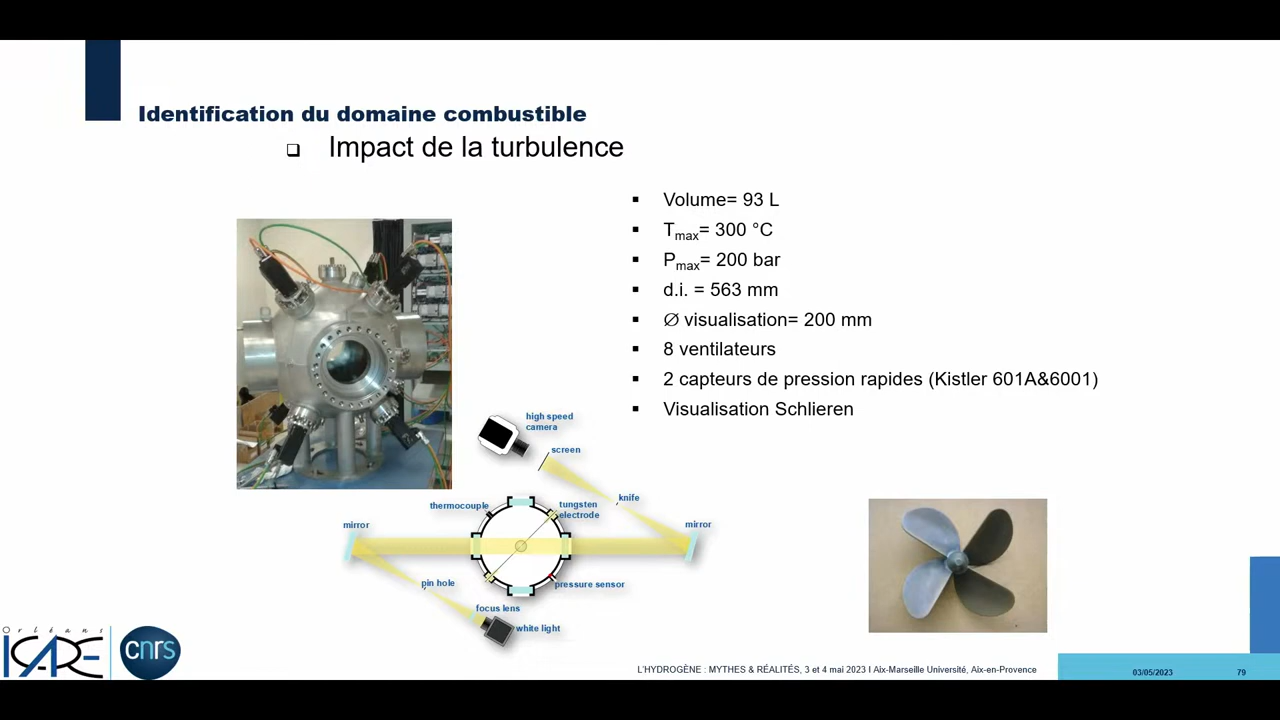 Identification du domaine combustible
❑ Impact de la turbulence
▪ Volume= 93 L
▪ Tmax= 300 °C
▪ Pmax= 200 bar
▪ d.i. = 563 mm
▪ Ø visualisation= 200 mm
▪ 8 ventilateurs
▪ 2 capteurs de pression rapides (Kistler 601A&6001)
▪ Visualisation Schlieren
high speed
camera
screen
knife
thermocouple
tungsten
electrode
mirror
mirror
pin hole
pressure sensor
focus lens
white light
Orléans
ICARE
cnrs
L'HYDROGÈNE : MYTHES & RÉALITÉS, 3 et 4 mai 2023 I Aix-Marseille Université, Aix-en-Provence
03/05/2023
79